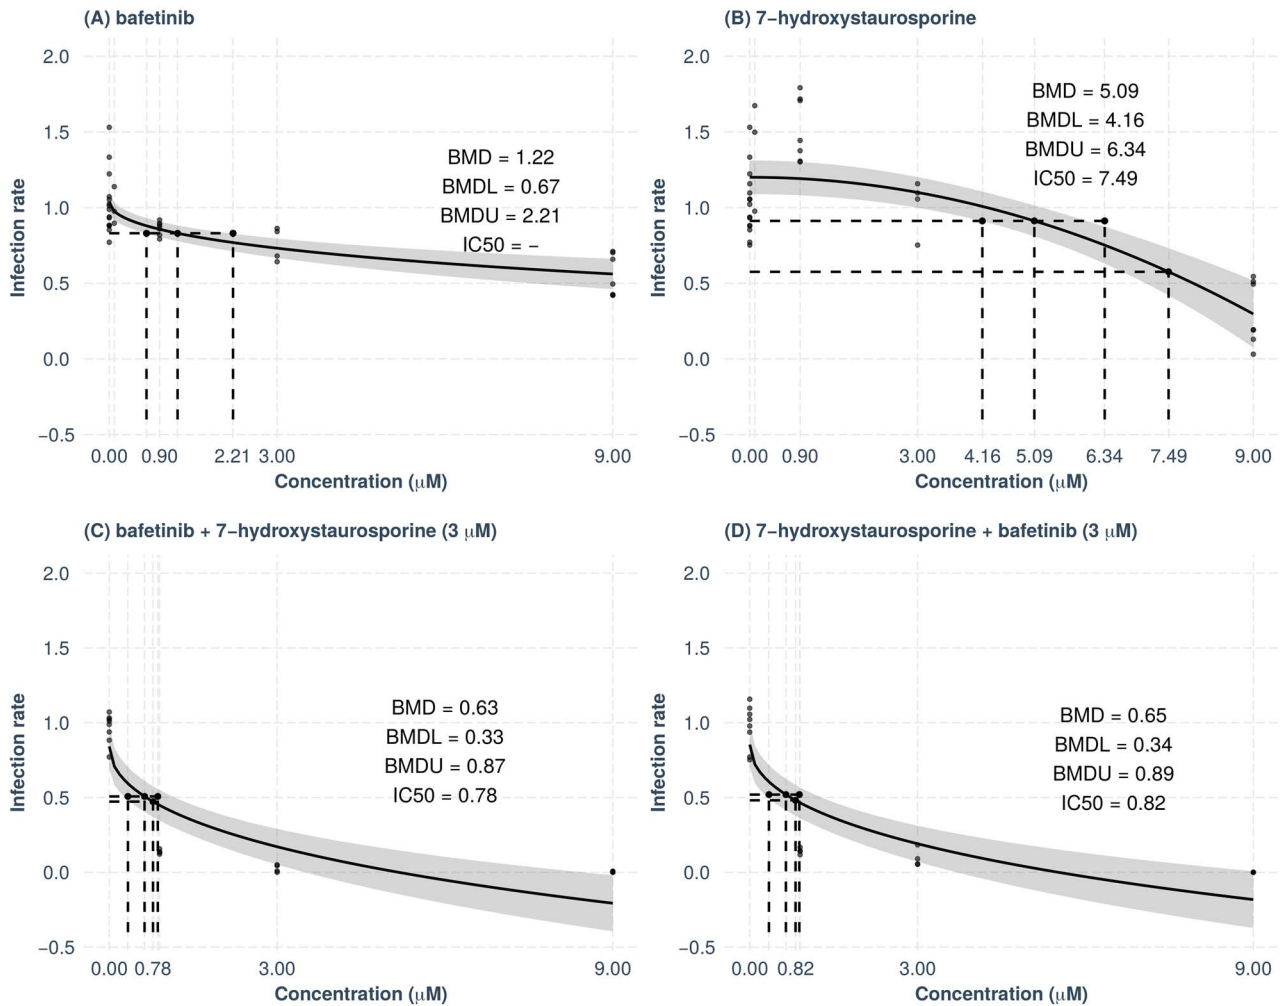 (A) bafetinib
2.0
1.5
1.0
0.5
0.0
−0.5
Infection rate
BMD = 1.22
BMDL = 0.67
BMDU = 2.21
IC50 = −
0.00 0.90 2.21 3.00 9.00
Concentration (μM)
(B) 7−hydroxystaurosporine
2.0
1.5
1.0
0.5
0.0
−0.5
Infection rate
BMD = 5.09
BMDL = 4.16
BMDU = 6.34
IC50 = 7.49
0.00 0.90 3.00 4.16 5.09 6.34 7.49 9.00
Concentration (μM)
(C) bafetinib + 7−hydroxystaurosporine (3 μM)
2.0
1.5
1.0
0.5
0.0
−0.5
Infection rate
BMD = 0.63
BMDL = 0.33
BMDU = 0.87
IC50 = 0.78
0.00 0.78 3.00 9.00
Concentration (μM)
(D) 7−hydroxystaurosporine + bafetinib (3 μM)
2.0
1.5
1.0
0.5
0.0
−0.5
Infection rate
BMD = 0.65
BMDL = 0.34
BMDU = 0.89
IC50 = 0.82
0.00 0.82 3.00 9.00
Concentration (μM)